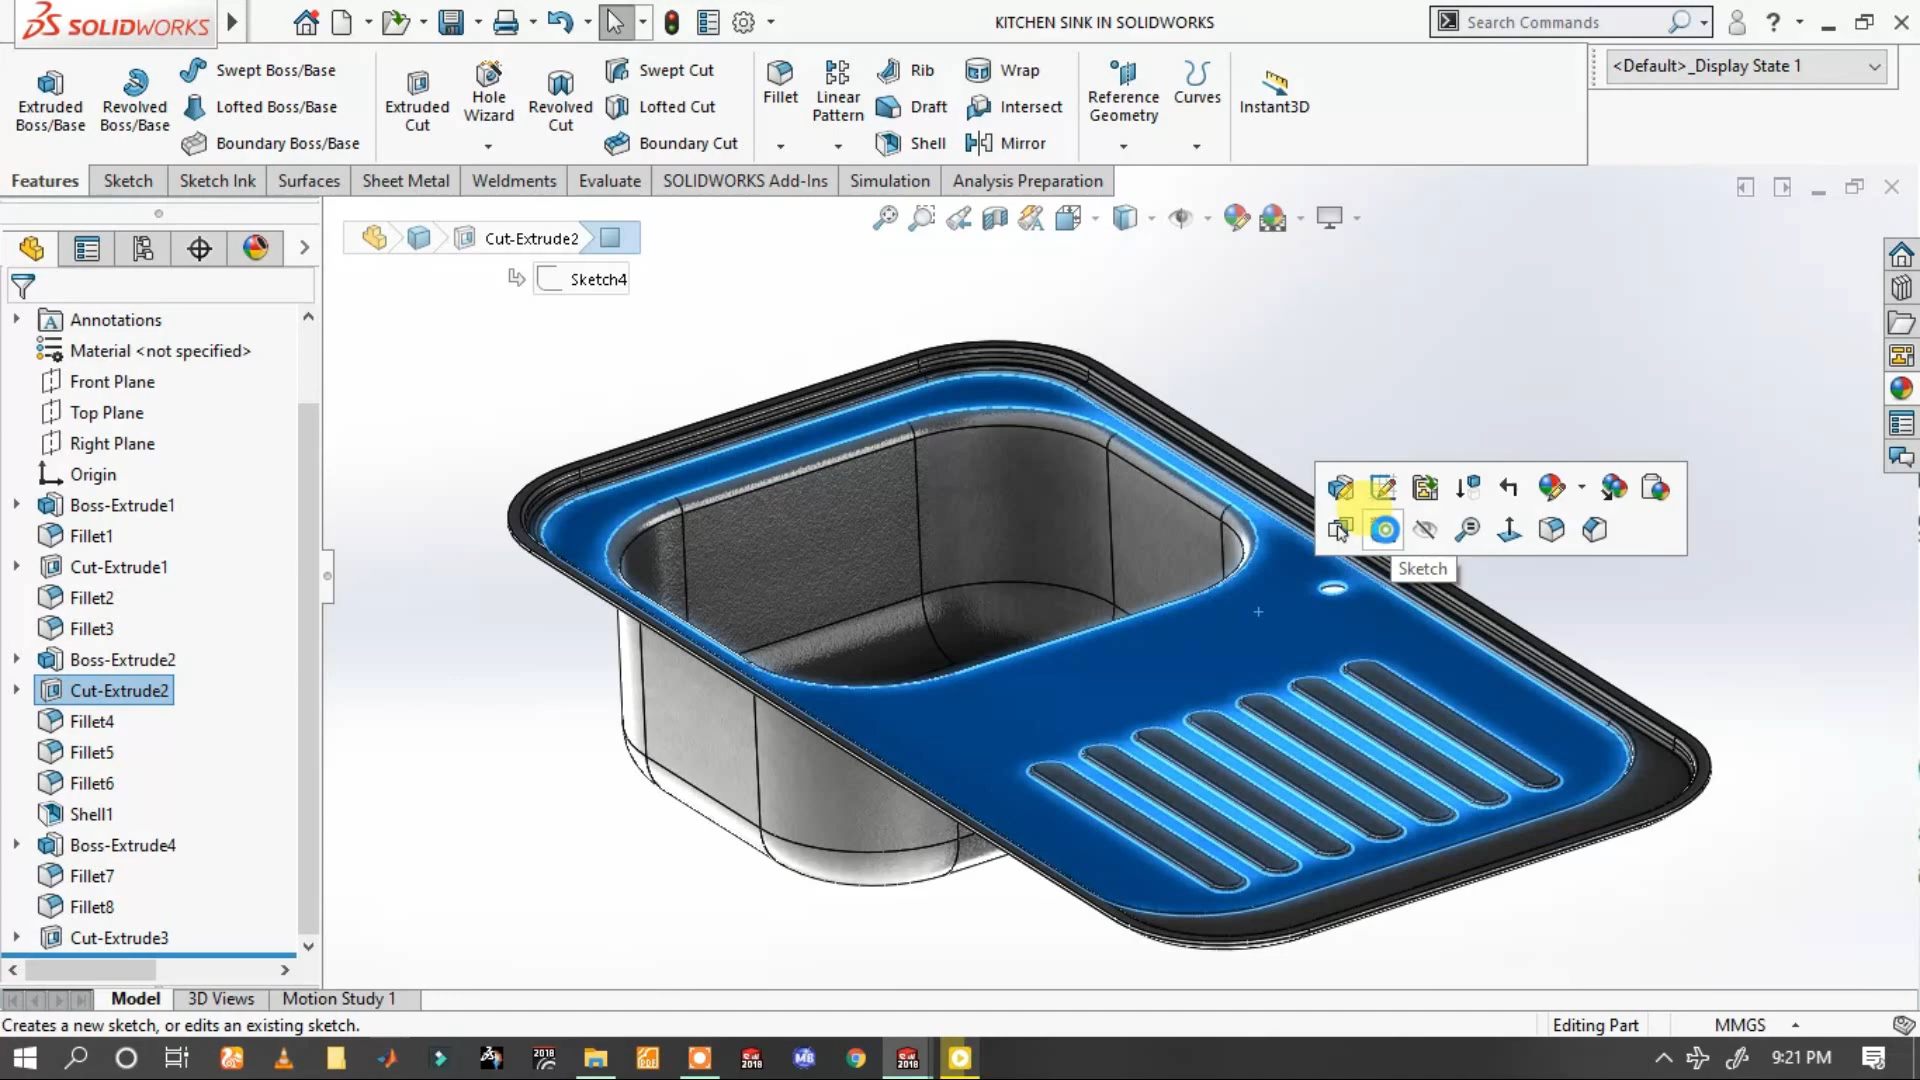 SOLIDWORKS
KITCHEN SINK IN SOLIDWORKS
Search Commands
?
Extruded Boss/Base
Revolved Boss/Base
Swept Boss/Base
Lofted Boss/Base
Boundary Boss/Base
Extruded Cut
Hole Wizard
Revolved Cut
Swept Cut
Lofted Cut
Boundary Cut
Fillet
Linear Pattern
Rib
Draft
Shell
Wrap
Intersect
Mirror
Reference Geometry
Curves
Instant3D
<Default>_Display State 1
Features
Sketch
Sketch Ink
Surfaces
Sheet Metal
Weldments
Evaluate
SOLIDWORKS Add-Ins
Simulation
Analysis Preparation
Cut-Extrude2
Sketch4
Annotations
Material <not specified>
Front Plane
Top Plane
Right Plane
Origin
Boss-Extrude1
Fillet1
Cut-Extrude1
Fillet2
Fillet3
Boss-Extrude2
Cut-Extrude2
Fillet4
Fillet5
Fillet6
Shell1
Boss-Extrude4
Fillet7
Fillet8
Cut-Extrude3
Sketch
Model
3D Views
Motion Study 1
Creates a new sketch, or edits an existing sketch.
Editing Part
MMGS
9:21 PM